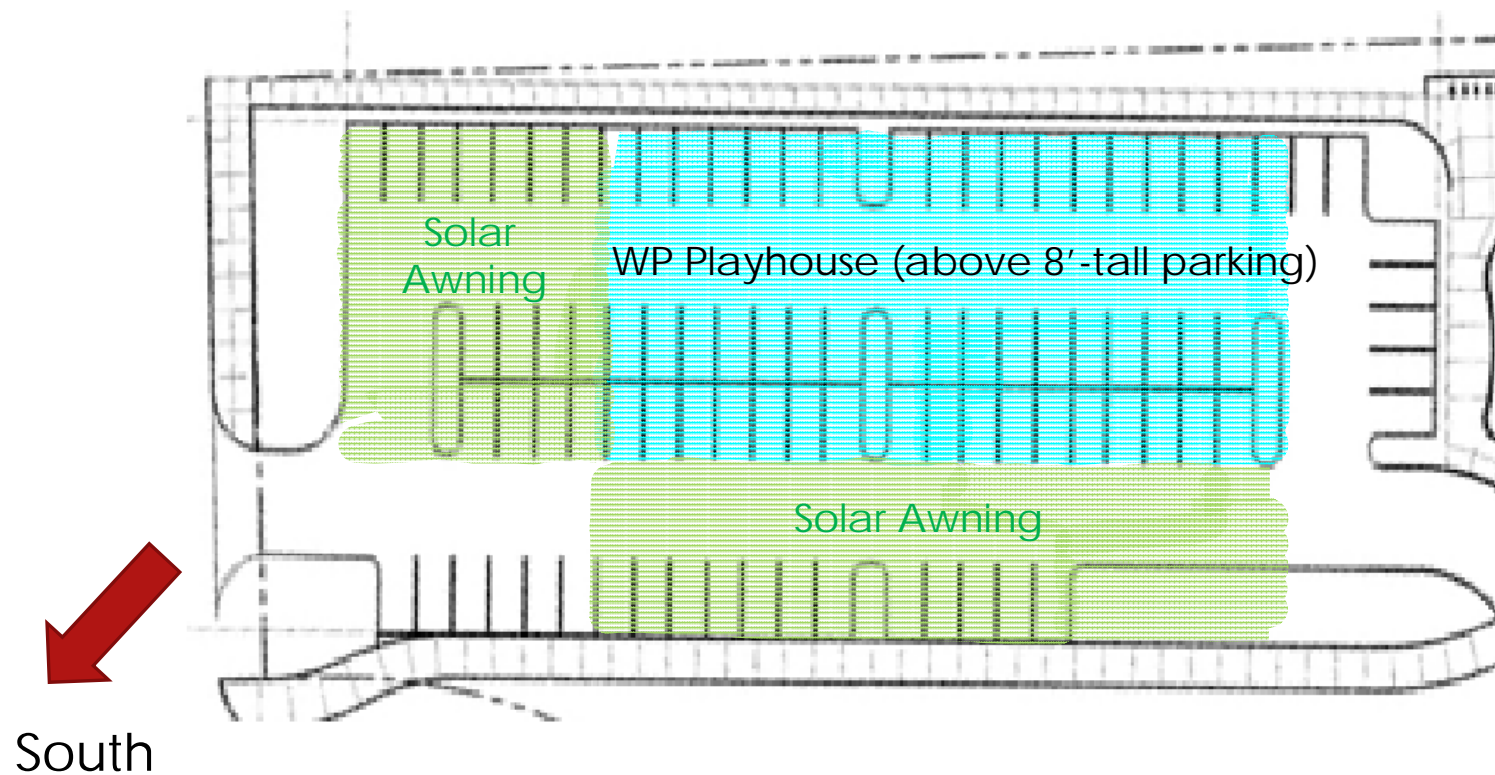 Solar
Awning
WP Playhouse (above 8’-tall parking)
Solar Awning
South